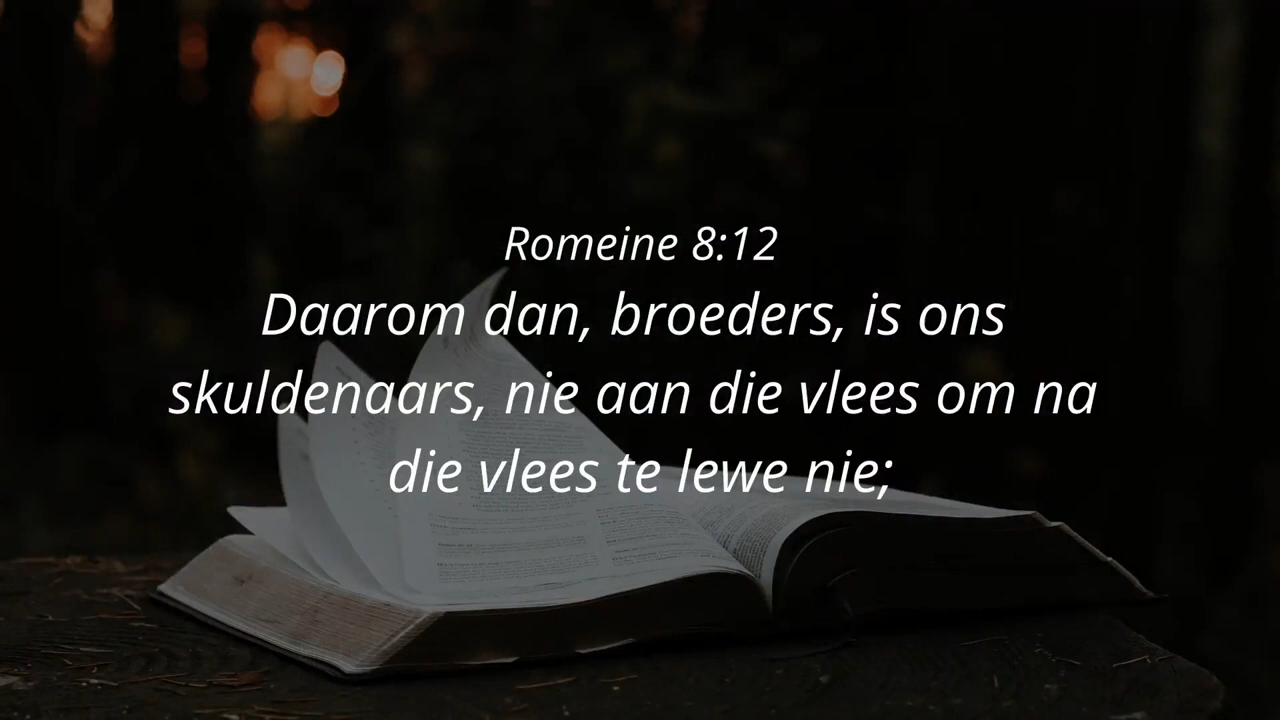 Romeine 8:12
Daarom dan, broeders, is ons
skuldenaars, nie aan die vlees om na
die vlees te lewe nie;